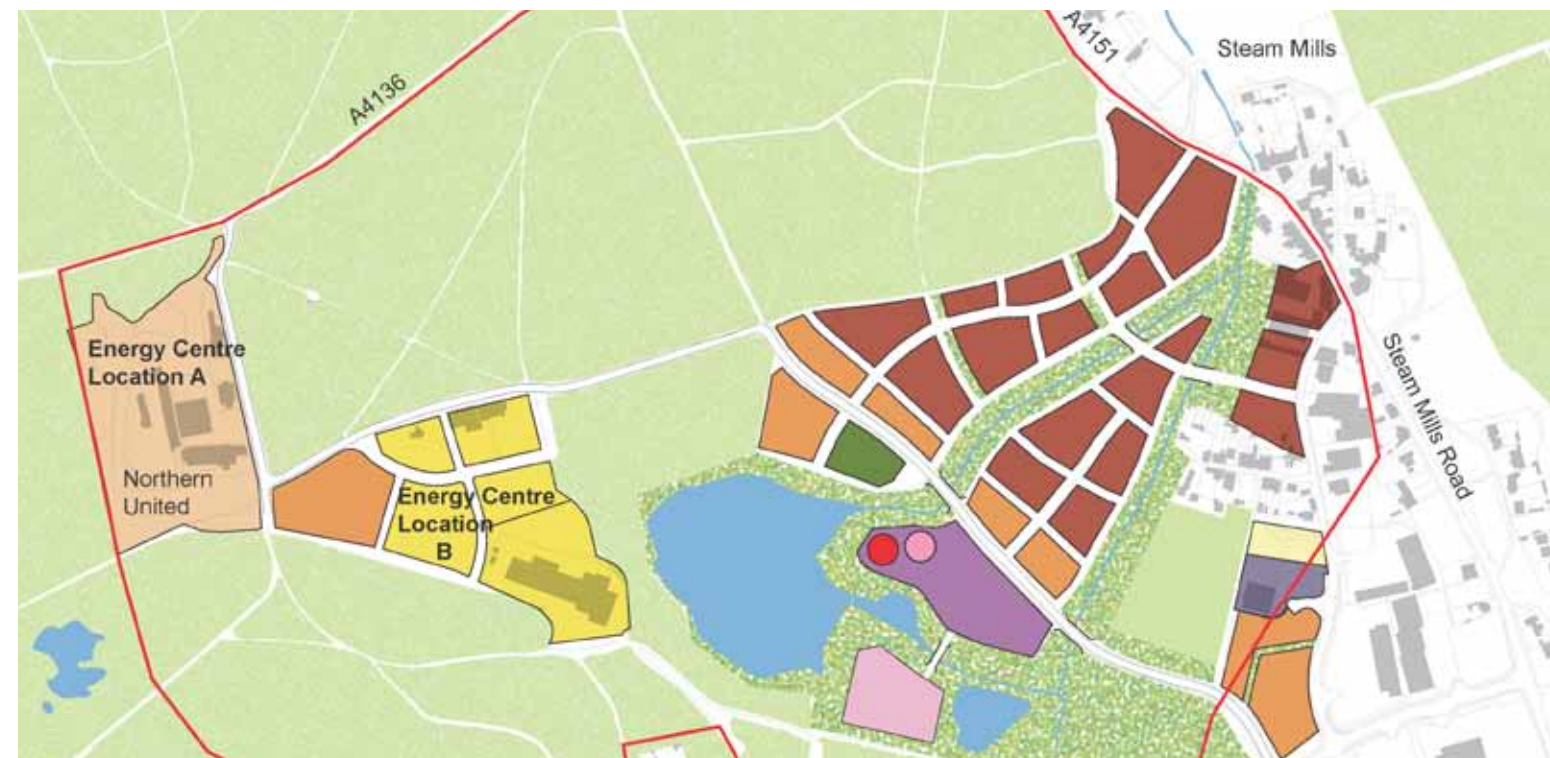 Steam Mills
A4151
A4136
Energy Centre
Location A
Steam Mills Road
Northern
United
Energy Centre
Location
B